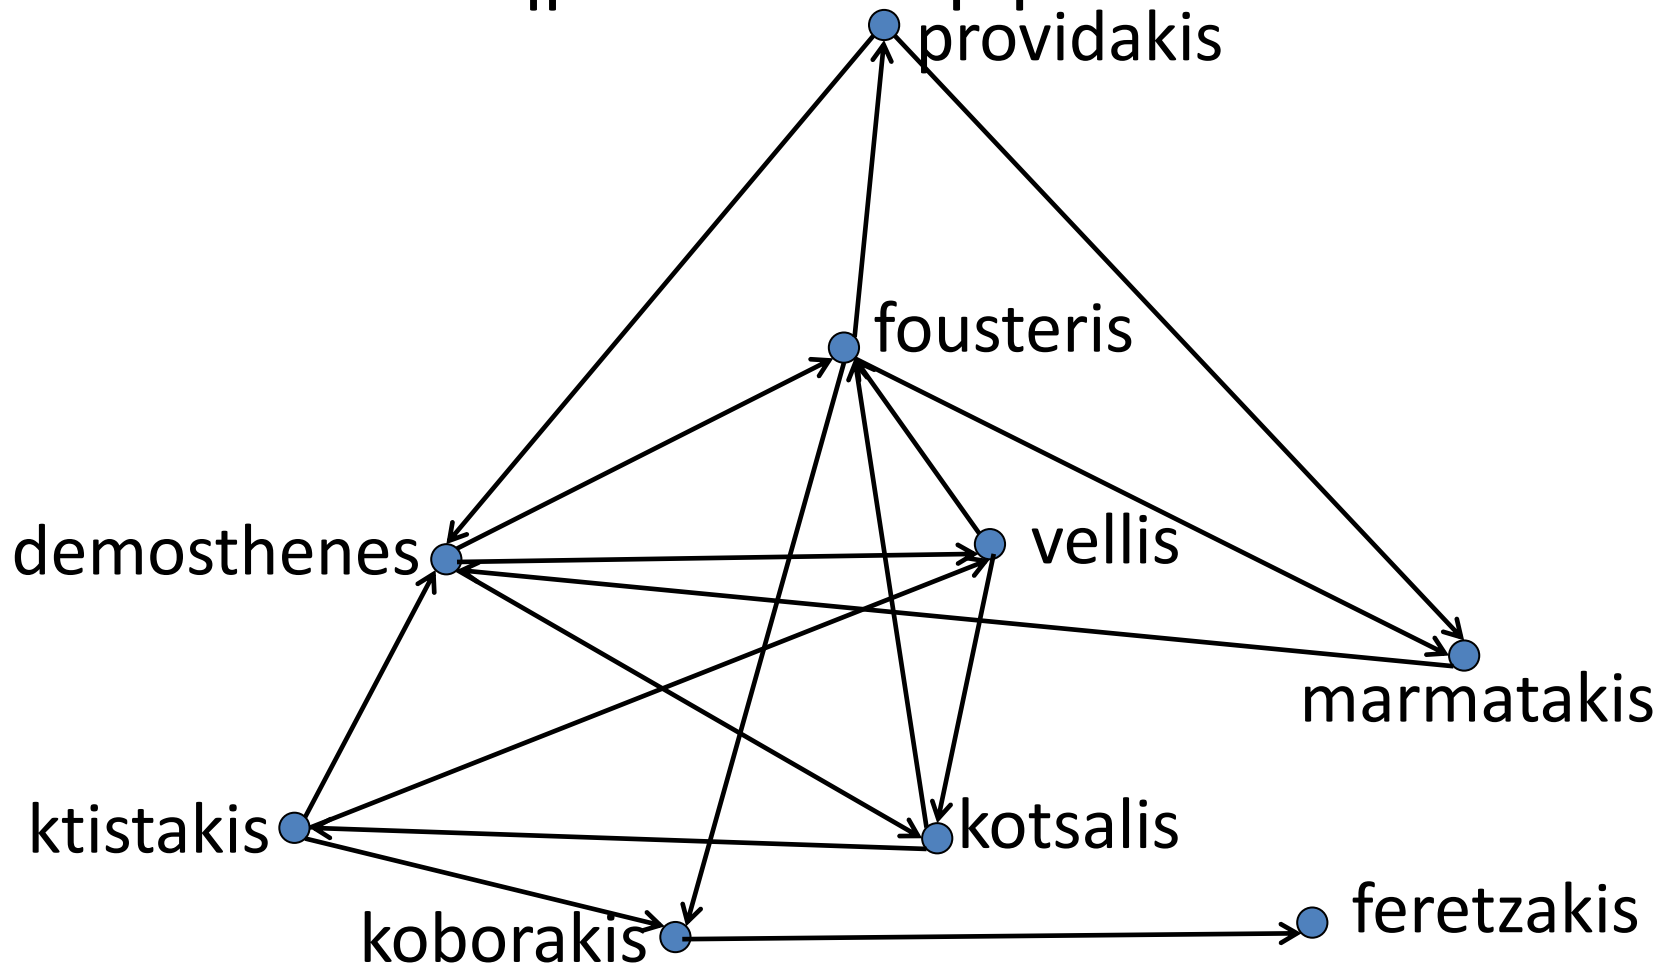 providakis
fousteris
demosthenes
vellis
marmatakis
ktistakis
kotsalis
feretzakis
koborakis